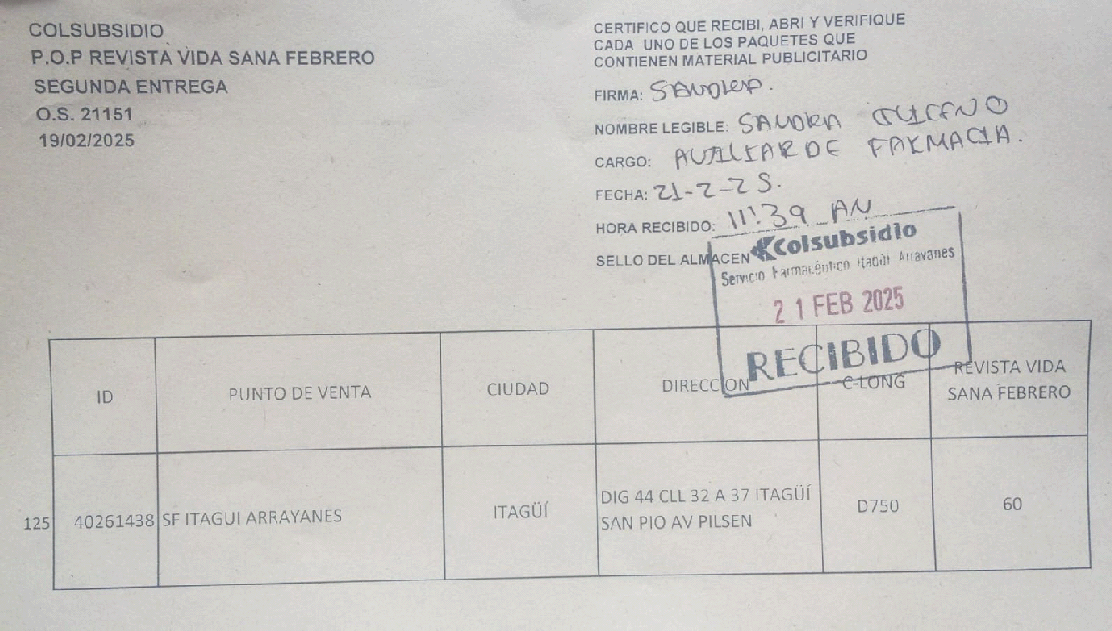 COLSUBSIDIO
P.O.P REVISTA VIDA SANA FEBRERO
SEGUNDA ENTREGA
O.S. 21151
19/02/2025
CERTIFICO QUE RECIBI, ABRI Y VERIFIQUE
CADA UNO DE LOS PAQUETES QUE
CONTIENEN MATERIAL PUBLICITARIO
FIRMA:
NOMBRE LEGIBLE: SANDRA
CARGO: AUXILIAR DE FARMACIA.
FECHA: 21-2-25.
HORA RECIBIDO: 11:39 AM
SELLO DEL ALMACEN
Colsubsidio
Servicio Farmacéutico Itagüí Arrayanes
21 FEB 2025
RECIBIDO
ID PUNTO DE VENTA CIUDAD DIRECCION C-LONG REVISTA VIDA
SANA FEBRERO
125 40261438 SF ITAGUI ARRAYANES ITAGÜÍ DIG 44 CLL 32 A 37 ITAGÜÍ
SAN PIO AV PILSEN D750 60